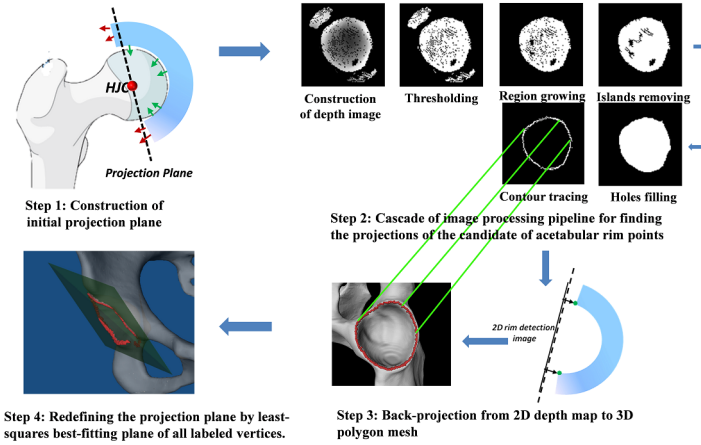 HJC
Projection Plane
Step 1: Construction of
initial projection plane
Construction
of depth image
Thresholding
Region growing
Islands removing
Contour tracing
Holes filling
Step 2: Cascade of image processing pipeline for finding
the projections of the candidate of acetabular rim points
2D rim detection
image
Step 3: Back-projection from 2D depth map to 3D
polygon mesh
Step 4: Redefining the projection plane by least-
squares best-fitting plane of all labeled vertices.